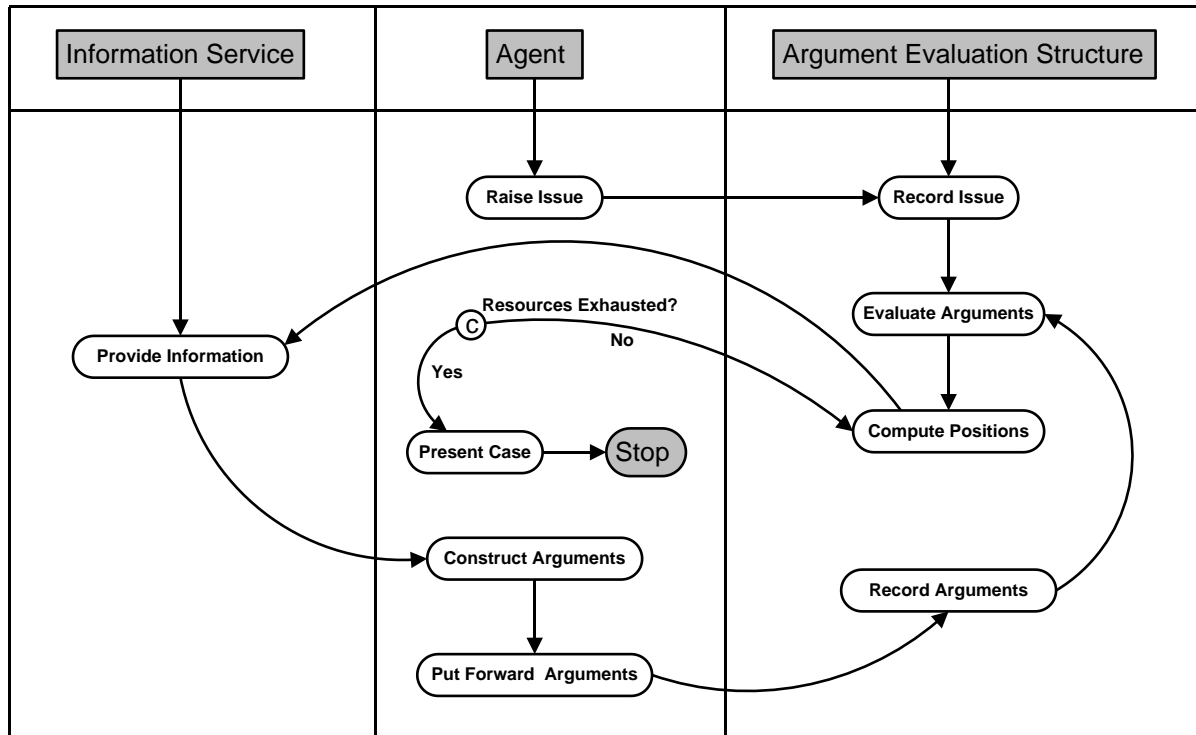 Information Service
Agent
Argument Evaluation Structure
Raise Issue
Record Issue
Resources Exhausted?
Evaluate Arguments
C
No
Provide Information
Yes
Compute Positions
Present Case
Stop
Construct Arguments
Record Arguments
Put Forward Arguments